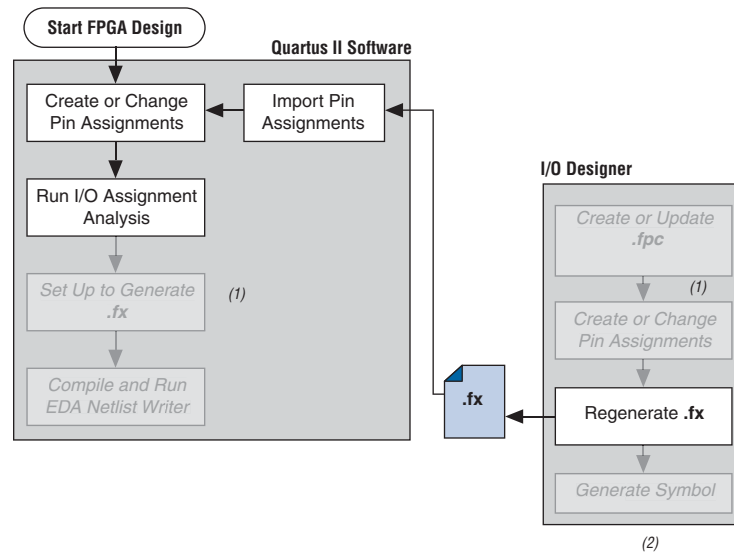 Start FPGA Design
Quartus II Software
Create or Change
Pin Assignments
Import Pin
Assignments
Run I/O Assignment
Analysis
Set Up to Generate
.fx
(1)
Compile and Run
EDA Netlist Writer
.fx
I/O Designer
Create or Update
.fpc
(1)
Create or Change
Pin Assignments
Regenerate .fx
Generate Symbol
(2)